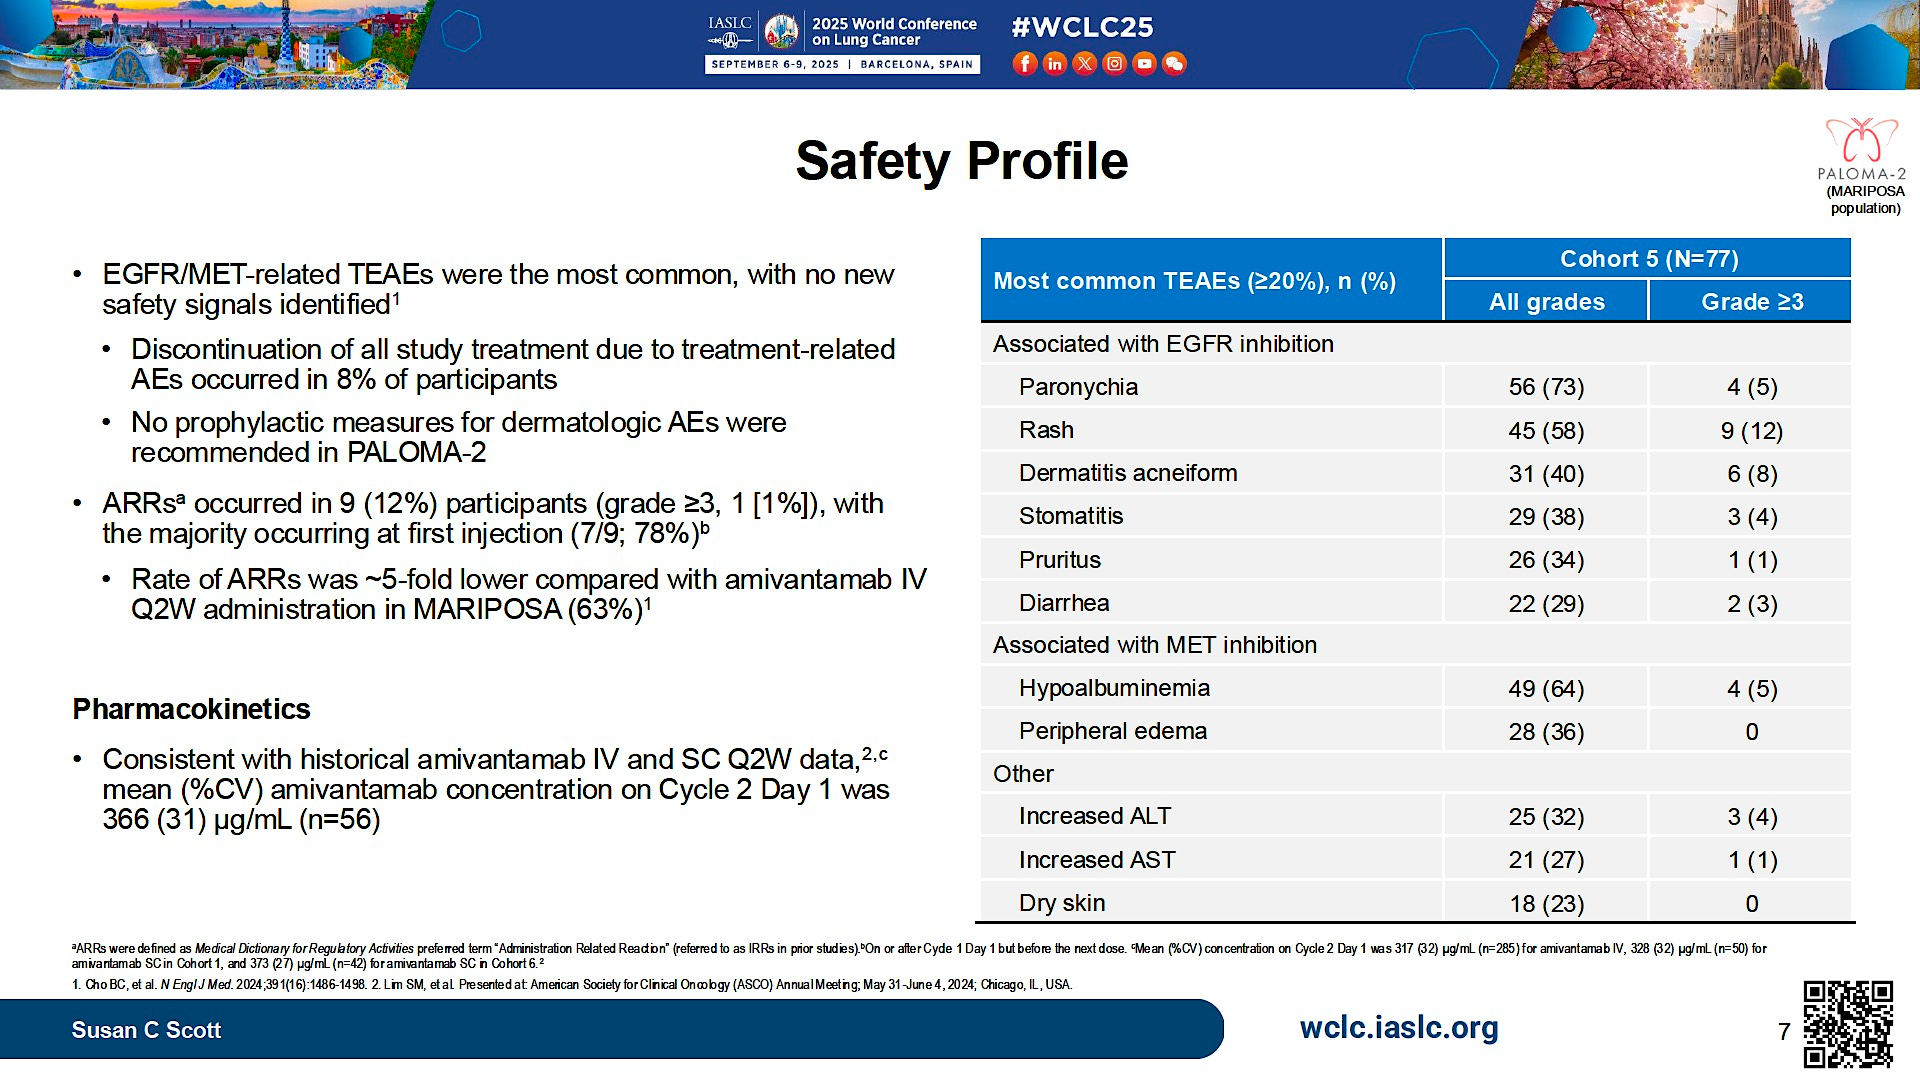 IASLC
2025 World Conference
on Lung Cancer
SEPTEMBER 6-9, 2025 | BARCELONA, SPAIN
#WCLC25
Safety Profile
PALOMA-2
(MARIPOSA
population)
• EGFR/MET-related TEAEs were the most common, with no new
safety signals identified¹
• Discontinuation of all study treatment due to treatment-related
AEs occurred in 8% of participants
• No prophylactic measures for dermatologic AEs were
recommended in PALOMA-2
• ARRsᵃ occurred in 9 (12%) participants (grade ≥3, 1 [1%]), with
the majority occurring at first injection (7/9; 78%)ᵇ
• Rate of ARRs was ~5-fold lower compared with amivantamab IV
Q2W administration in MARIPOSA (63%)¹
Pharmacokinetics
• Consistent with historical amivantamab IV and SC Q2W data,²,ᶜ
mean (%CV) amivantamab concentration on Cycle 2 Day 1 was
366 (31) µg/mL (n=56)
Most common TEAEs (≥20%), n (%)
Cohort 5 (N=77)
All grades Grade ≥3
Associated with EGFR inhibition
Paronychia 56 (73) 4 (5)
Rash 45 (58) 9 (12)
Dermatitis acneiform 31 (40) 6 (8)
Stomatitis 29 (38) 3 (4)
Pruritus 26 (34) 1 (1)
Diarrhea 22 (29) 2 (3)
Associated with MET inhibition
Hypoalbuminemia 49 (64) 4 (5)
Peripheral edema 28 (36) 0
Other
Increased ALT 25 (32) 3 (4)
Increased AST 21 (27) 1 (1)
Dry skin 18 (23) 0
ᵃARRs were defined as Medical Dictionary for Regulatory Activities preferred term “Administration Related Reaction” (referred to as IRRs in prior studies).ᵇOn or after Cycle 1 Day 1 but before the next dose. ᶜMean (%CV) concentration on Cycle 2 Day 1 was 317 (32) µg/mL (n=285) for amivantamab IV, 328 (32) µg/mL (n=50) for
amivantamab SC in Cohort 1, and 373 (27) µg/mL (n=42) for amivantamab SC in Cohort 6.²
1. Cho BC, et al. N Engl J Med. 2024;391(16):1486-1498. 2. Lim SM, et al. Presented at: American Society for Clinical Oncology (ASCO) Annual Meeting; May 31-June 4, 2024; Chicago, IL, USA.
Susan C Scott
wclc.iaslc.org
7